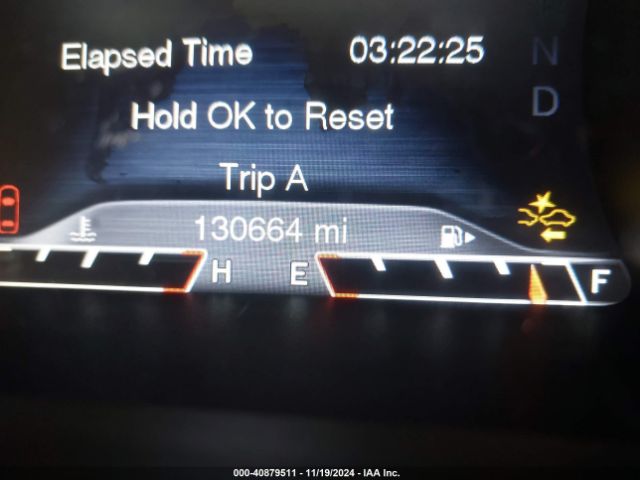 Elapsed Time 03:22:25 N
Hold OK to Reset D
Trip A
130664 mi
H E F
000-40879511 - 11/19/2024 - IAA Inc.